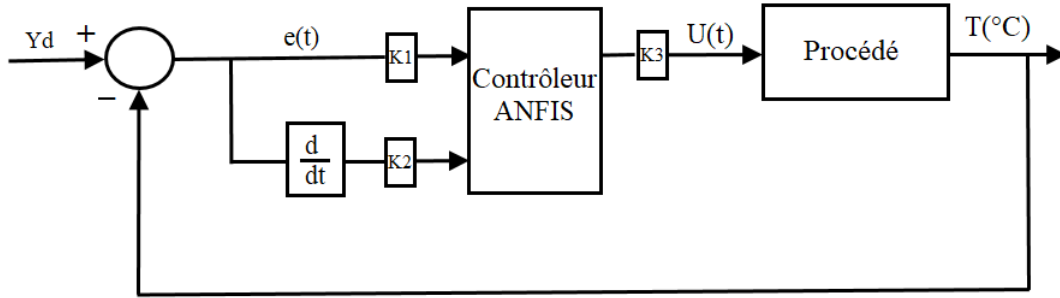 Yd
+
−
e(t)
K1
d
dt
K2
Contrôleur
ANFIS
K3
U(t)
Procédé
T(°C)